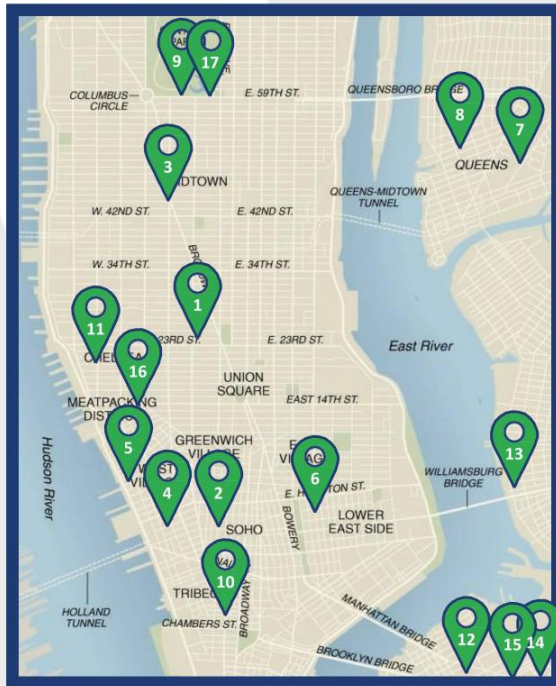 9
17
COLUMBUS
CIRCLE
E. 59TH ST.
QUEENSBORO
8
7
QUEENS
3
W. 42ND ST.
E. 42ND ST.
QUEENS-MIDTOWN
TUNNEL
W. 34TH ST.
E. 34TH ST.
1
11
23RD ST.
E. 23RD ST.
East River
16
UNION
SQUARE
EAST 14TH ST.
MEATPACKING
5
GREENWICH
13
Hudson River
4
2
6
WILLIAMSBURG
BRIDGE
SOHO
BOWERY
LOWER
EAST SIDE
10
BROADWAY
HOLLAND
TUNNEL
CHAMBERS ST.
MANHATTAN BRIDGE
BROOKLYN BRIDGE
12
15
14